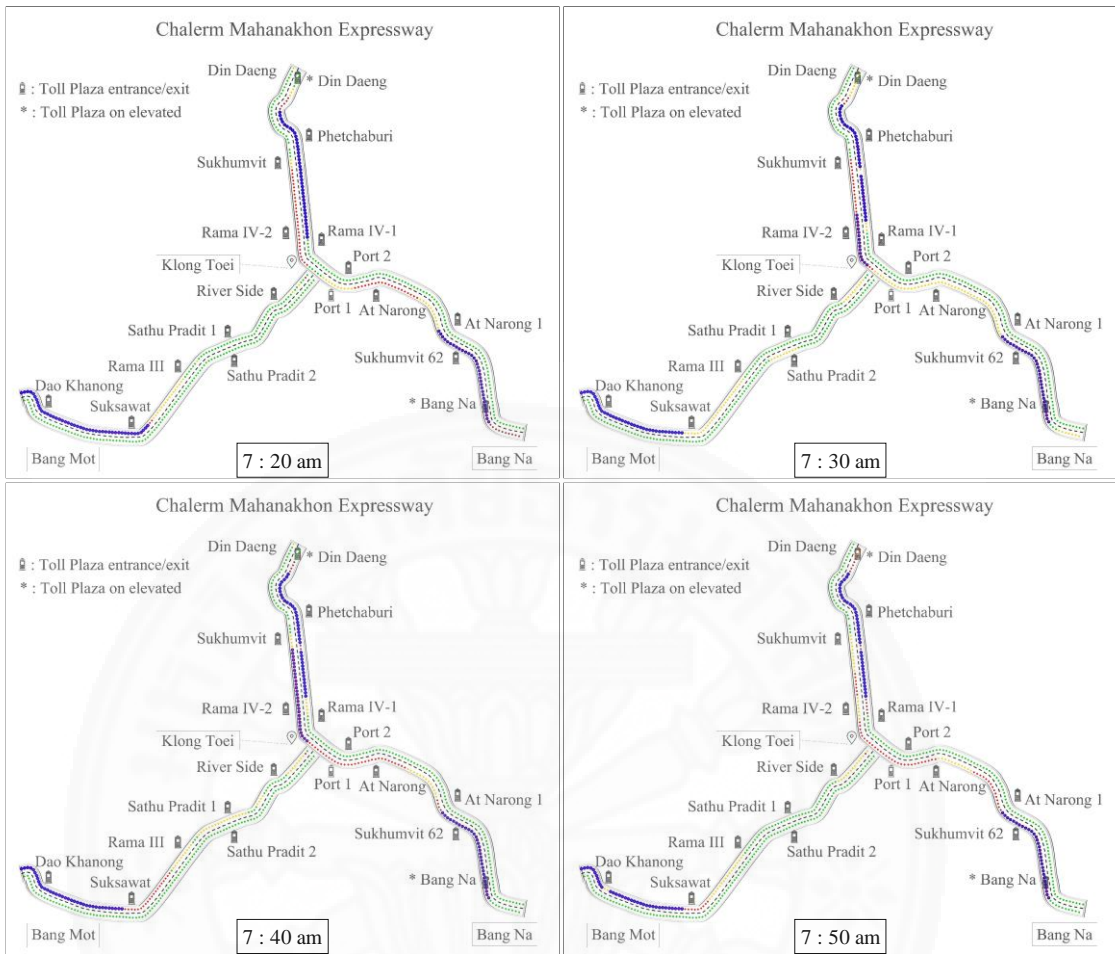 Chalerm Mahanakhon Expressway
: Toll Plaza entrance/exit
* : Toll Plaza on elevated
Din Daeng
* Din Daeng
Phetchaburi
Sukhumvit
Rama IV-2
Rama IV-1
Klong Toei
Port 2
River Side
Port 1
At Narong
Sathu Pradit 1
At Narong 1
Rama III
Sukhumvit 62
Sathu Pradit 2
Dao Khanong
Suksawat
* Bang Na
Bang Mot
7 : 20 am
Bang Na
Chalerm Mahanakhon Expressway
: Toll Plaza entrance/exit
* : Toll Plaza on elevated
Din Daeng
* Din Daeng
Phetchaburi
Sukhumvit
Rama IV-2
Rama IV-1
Klong Toei
Port 2
River Side
Port 1
At Narong
Sathu Pradit 1
At Narong 1
Rama III
Sukhumvit 62
Sathu Pradit 2
Dao Khanong
Suksawat
* Bang Na
Bang Mot
7 : 30 am
Bang Na
Chalerm Mahanakhon Expressway
: Toll Plaza entrance/exit
* : Toll Plaza on elevated
Din Daeng
* Din Daeng
Phetchaburi
Sukhumvit
Rama IV-2
Rama IV-1
Klong Toei
Port 2
River Side
Port 1
At Narong
Sathu Pradit 1
At Narong 1
Rama III
Sukhumvit 62
Sathu Pradit 2
Dao Khanong
Suksawat
* Bang Na
Bang Mot
7 : 40 am
Bang Na
Chalerm Mahanakhon Expressway
: Toll Plaza entrance/exit
* : Toll Plaza on elevated
Din Daeng
* Din Daeng
Phetchaburi
Sukhumvit
Rama IV-2
Rama IV-1
Klong Toei
Port 2
River Side
Port 1
At Narong
Sathu Pradit 1
At Narong 1
Rama III
Sukhumvit 62
Sathu Pradit 2
Dao Khanong
Suksawat
* Bang Na
Bang Mot
7 : 50 am
Bang Na